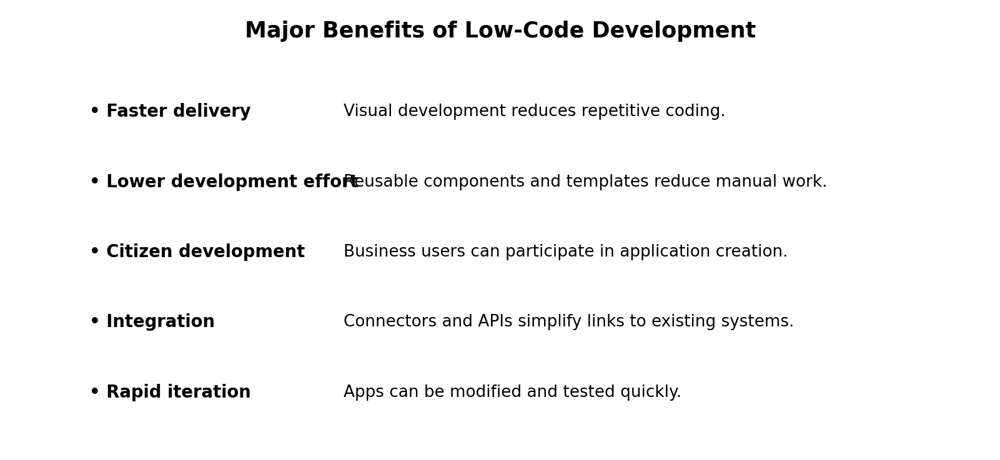 Major Benefits of Low-Code Development
• Faster delivery Visual development reduces repetitive coding.
• Lower development effort Reusable components and templates reduce manual work.
• Citizen development Business users can participate in application creation.
• Integration Connectors and APIs simplify links to existing systems.
• Rapid iteration Apps can be modified and tested quickly.